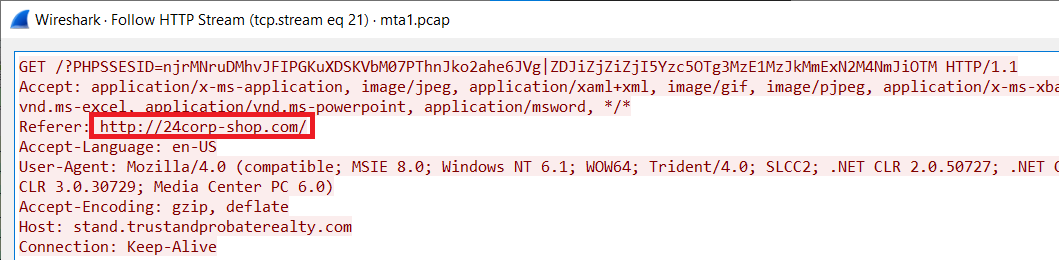 Wireshark · Follow HTTP Stream (tcp.stream eq 21) · mta1.pcap
GET /?PHPSSESID=njrMNruDMhvJFIPGKuXDSKVbM07PThnJko2ahe6JVg|ZDJiZjZiZjI5Yzc5OTg3MzE1MzJkMmExN2M4NmJiOTM HTTP/1.1
Accept: application/x-ms-application, image/jpeg, application/xaml+xml, image/gif, image/pjpeg, application/x-ms-xba
vnd.ms-excel, application/vnd.ms-powerpoint, application/msword, */*
Referer: http://24corp-shop.com/
Accept-Language: en-US
User-Agent: Mozilla/4.0 (compatible; MSIE 8.0; Windows NT 6.1; WOW64; Trident/4.0; SLCC2; .NET CLR 2.0.50727; .NET C
CLR 3.0.30729; Media Center PC 6.0)
Accept-Encoding: gzip, deflate
Host: stand.trustandprobaterealty.com
Connection: Keep-Alive